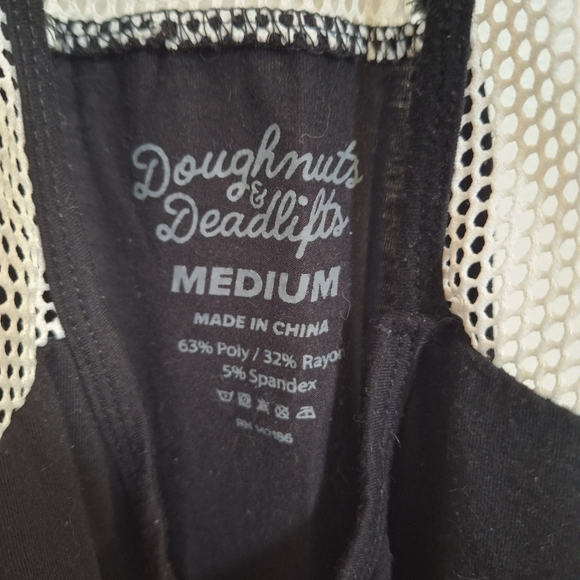 Doughnuts
&
Deadlifts
MEDIUM
MADE IN CHINA
63% Poly / 32% Rayon
5% Spandex